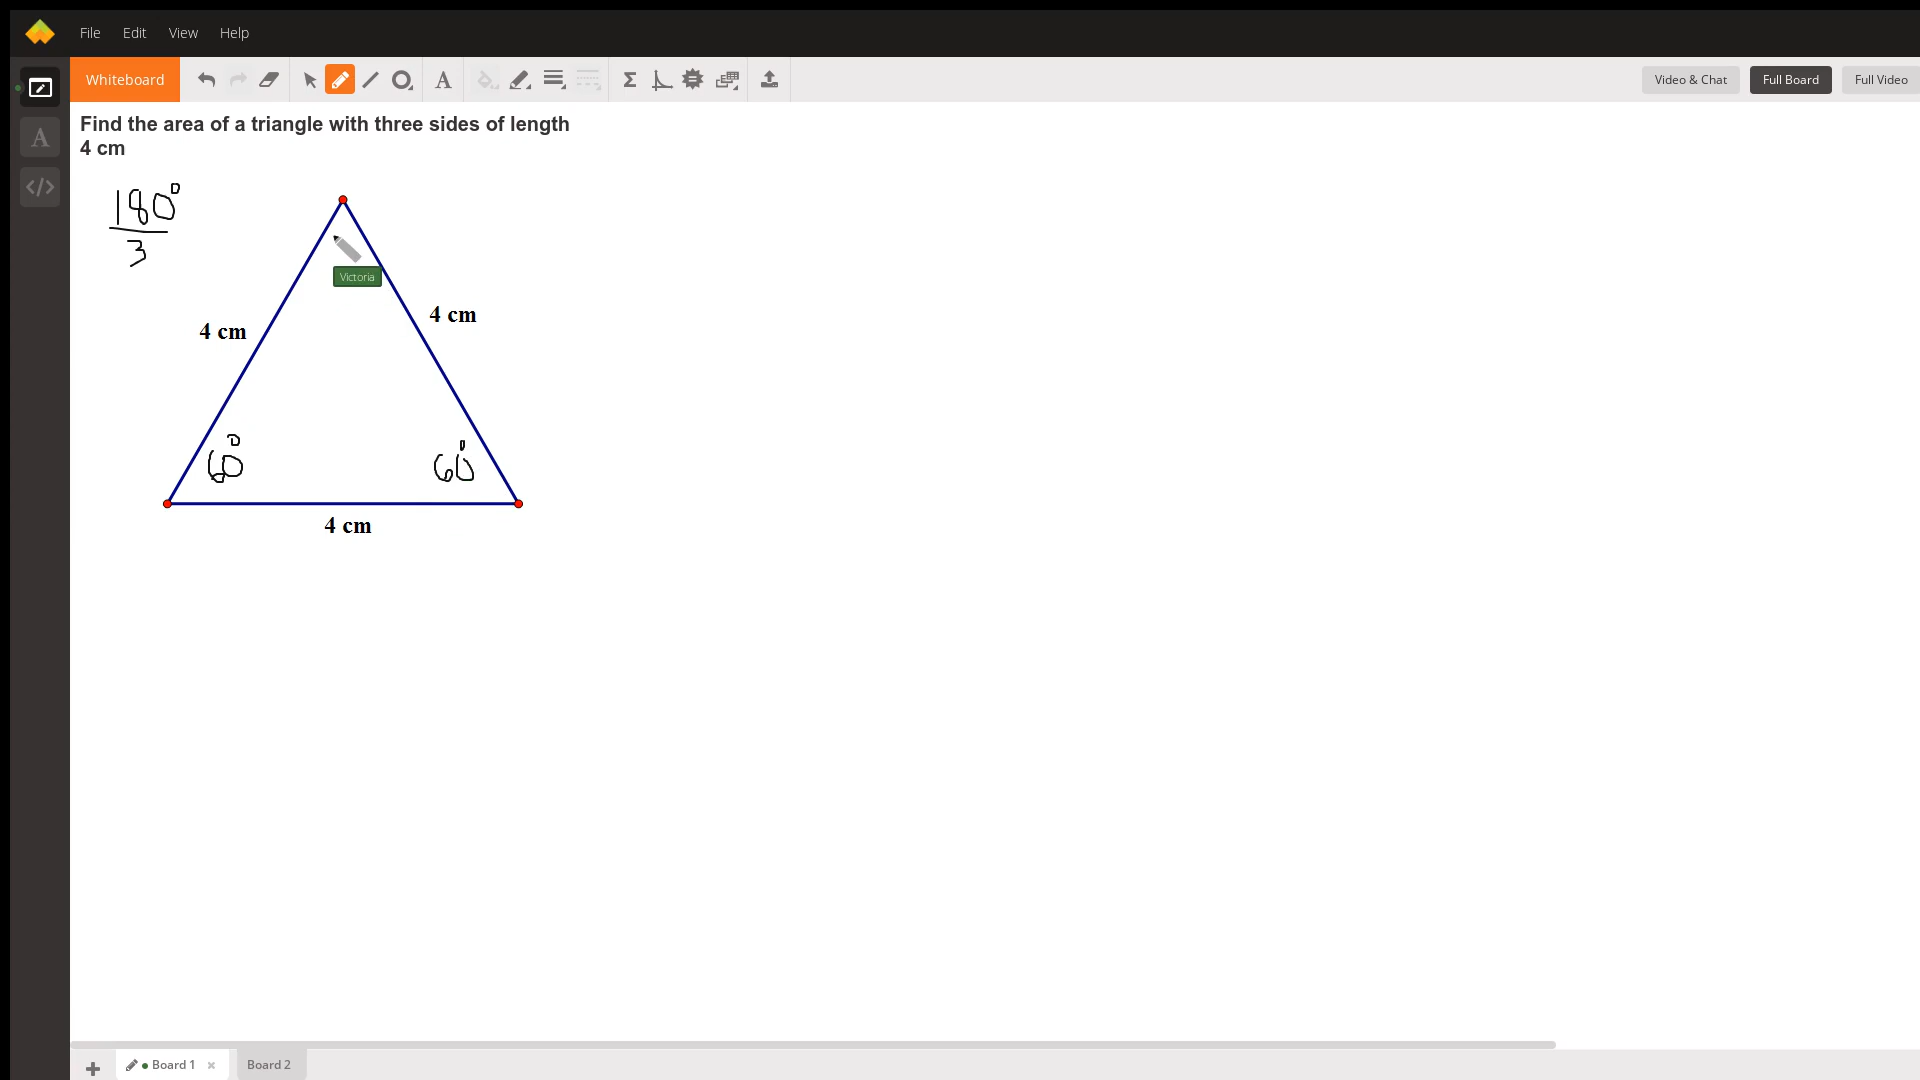 File Edit View Help
Whiteboard
Video & Chat Full Board Full Video
Find the area of a triangle with three sides of length
4 cm
180°
3
Victoria
4 cm
4 cm
60°
60°
4 cm
Board 1
Board 2